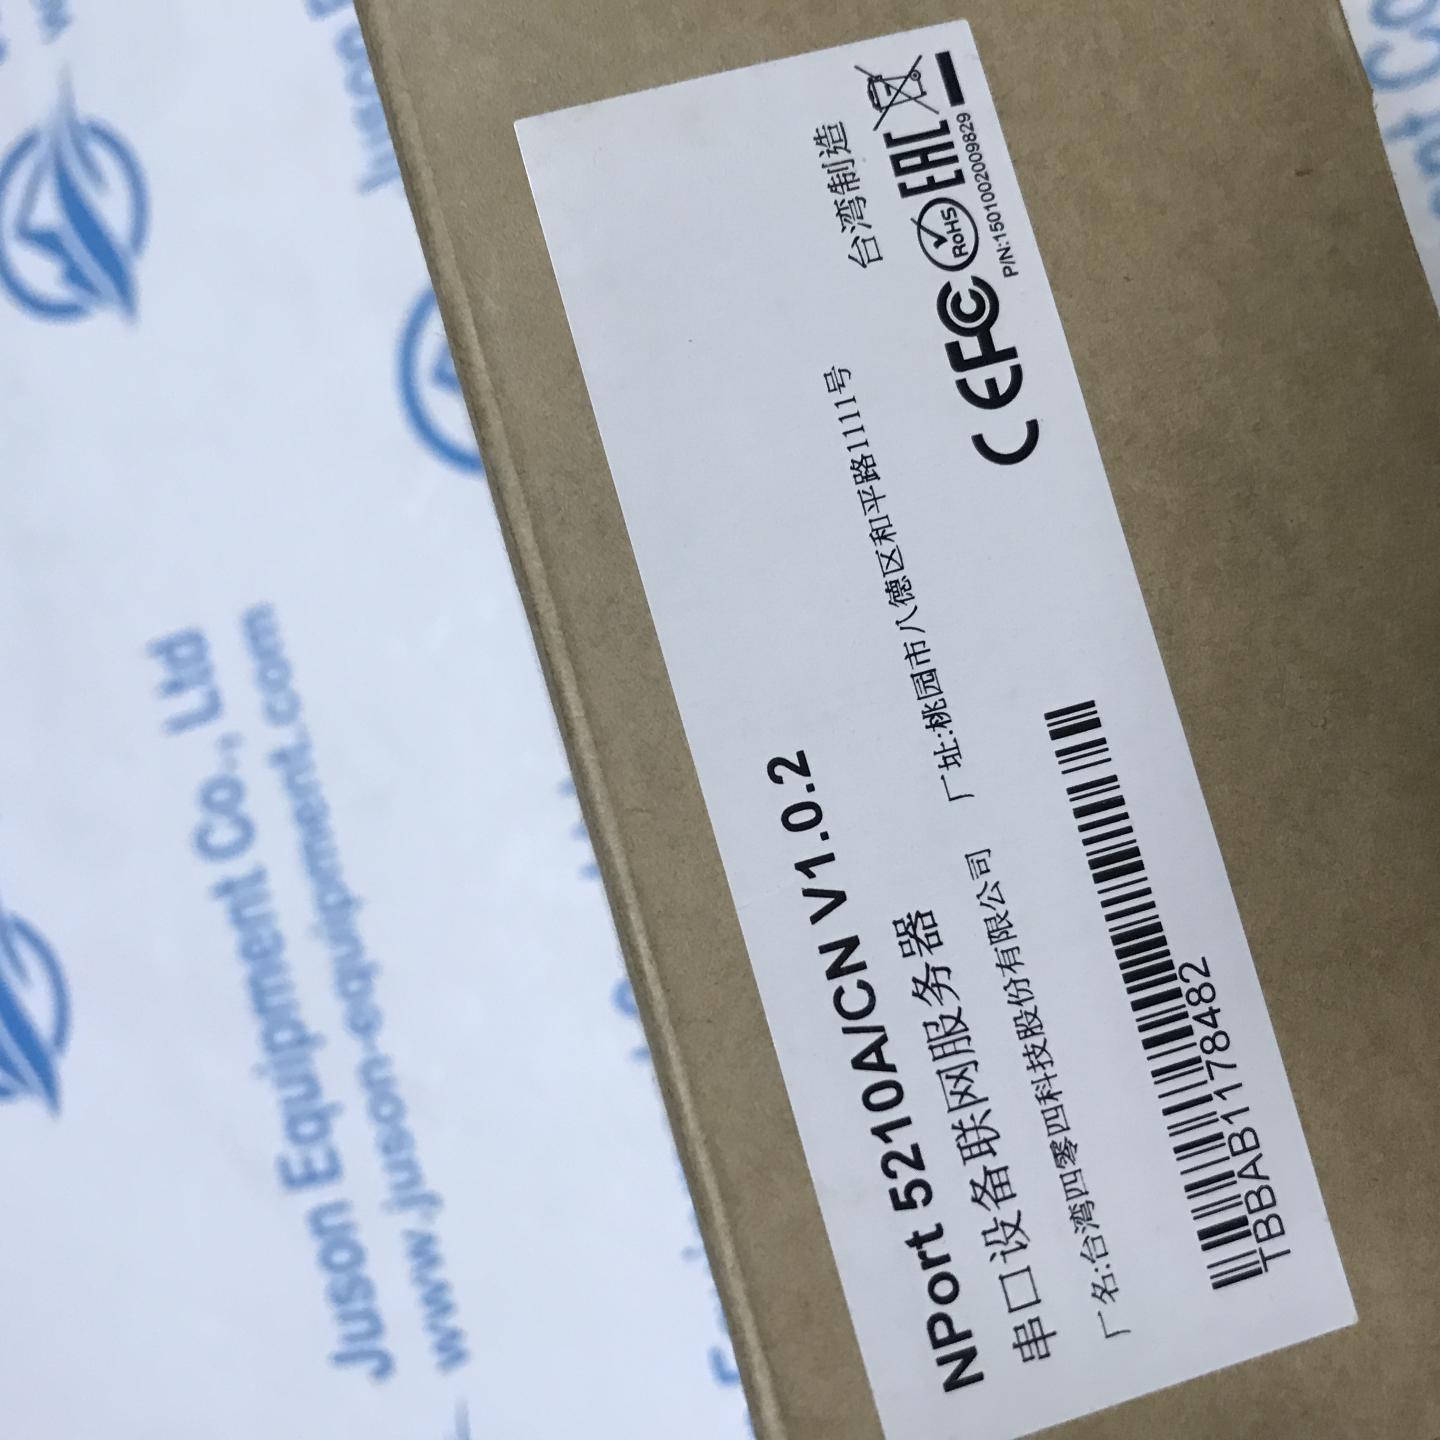 NPort 5210A/CN V1.0.2
串口设备联网服务器
厂名:台湾四零四科技股份有限公司 厂址:桃园市八德区和平路1111号 台湾制造
TBBAB1178482
CE FC RoHS EAC
P/N:1501002009829
Juson Equipment Co., Ltd
www.juson-equipment.com